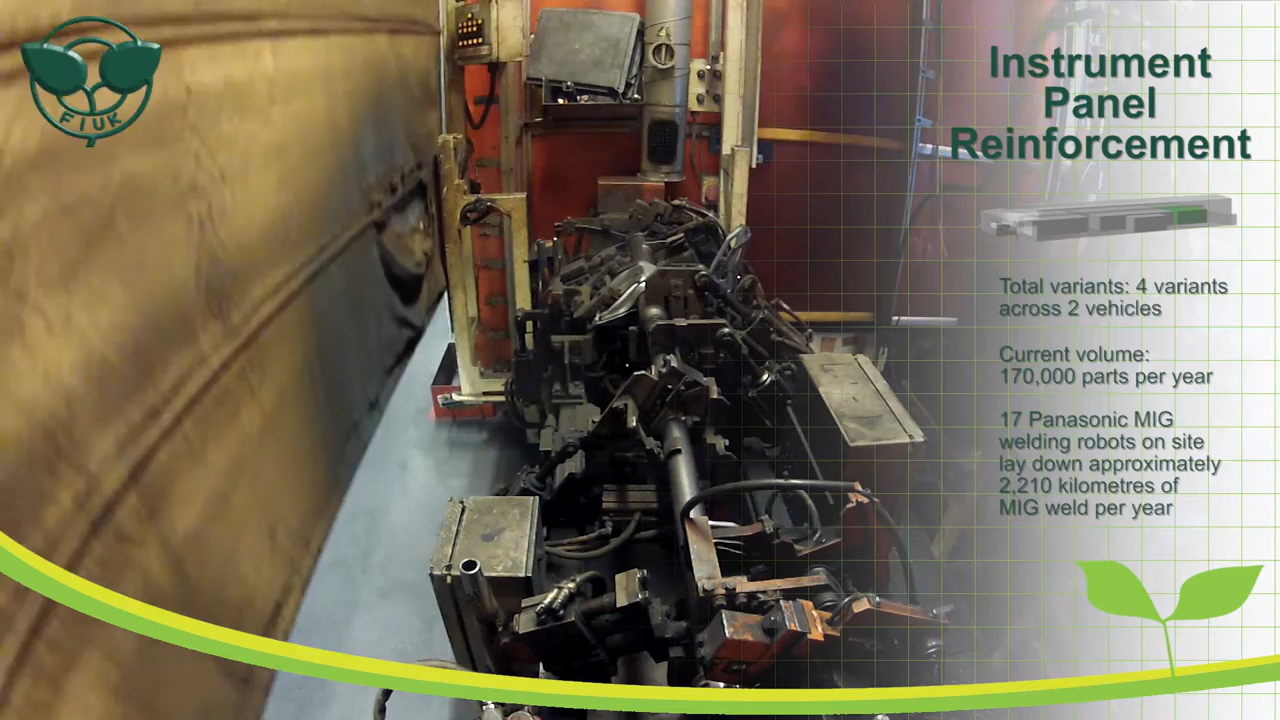 FIUK
4
Instrument
Panel
Reinforcement
Total variants: 4 variants
across 2 vehicles
Current volume:
170,000 parts per year
17 Panasonic MIG
welding robots on site
lay down approximately
2,210 kilometres of
MIG weld per year